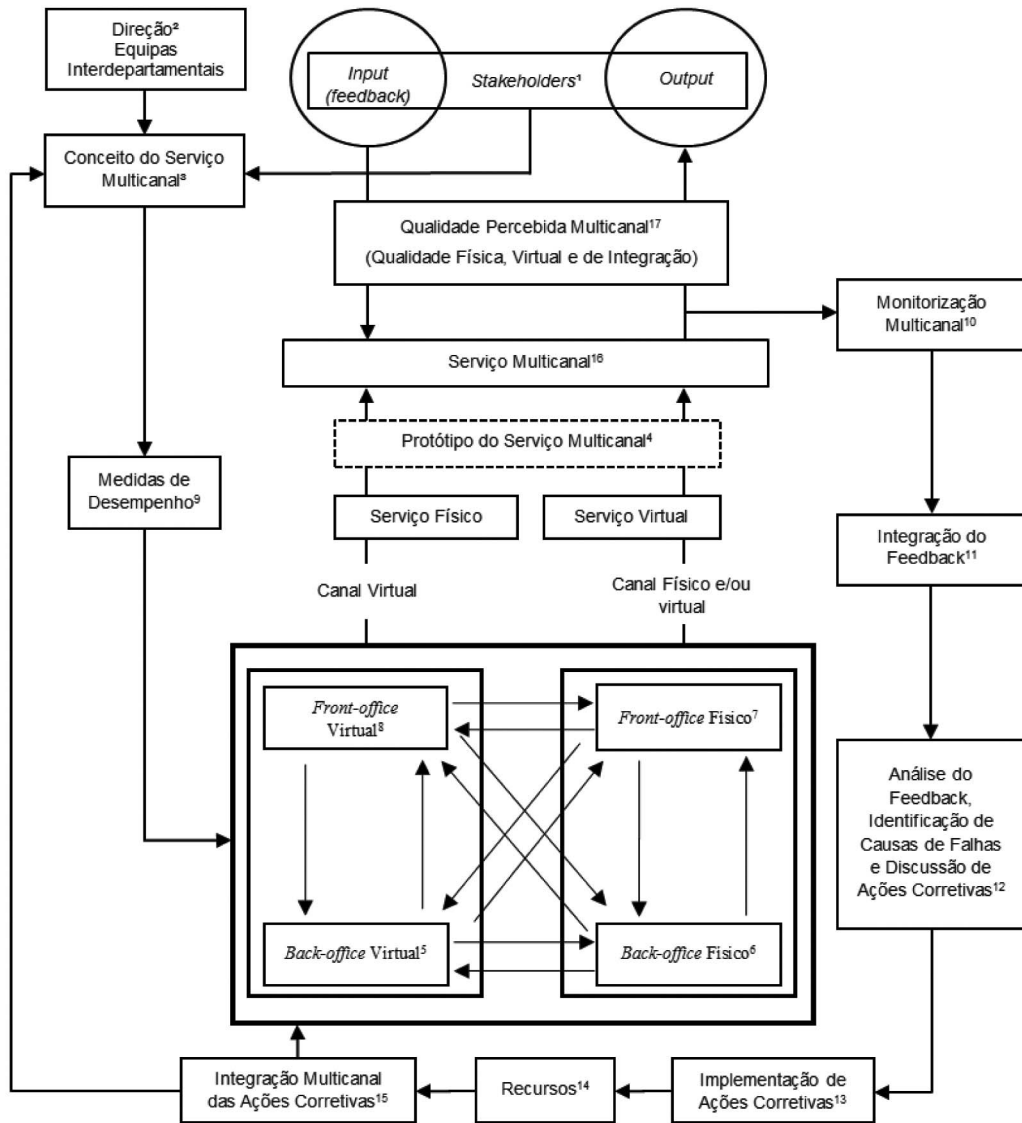 Direção²
Equipas
Interdepartamentais
Input
(feedback)
Stakeholders¹
Output
Conceito do Serviço
Multicanal³
Qualidade Percebida Multicanal¹⁷
(Qualidade Física, Virtual e de Integração)
Monitorização
Multicanal¹⁰
Serviço Multicanal¹⁶
Protótipo do Serviço Multicanal⁴
Medidas de
Desempenho⁹
Serviço Físico
Serviço Virtual
Integração do
Feedback¹¹
Canal Virtual
Canal Físico e/ou
virtual
Front-office
Virtual⁸
Front-office Físico⁷
Análise do
Feedback,
Identificação de
Causas de Falhas
e Discussão de
Ações Corretivas¹²
Back-office Virtual⁵
Back-office Físico⁶
Integração Multicanal
das Ações Corretivas¹⁵
Recursos¹⁴
Implementação de
Ações Corretivas¹³